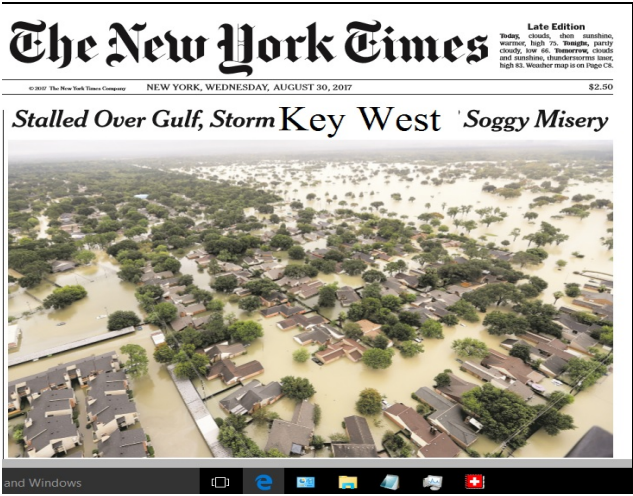 The New York Times
Late Edition
Today, clouds, then sunshine,
warmer, high 75. Tonight, partly
cloudy, low 66. Tomorrow, clouds
and sunshine, thunderstorms later,
high 83. Weather map is on Page C8.
© 2017 The New York Times Company
NEW YORK, WEDNESDAY, AUGUST 30, 2017
$2.50
Stalled Over Gulf, Storm Key West ' Soggy Misery
and Windows